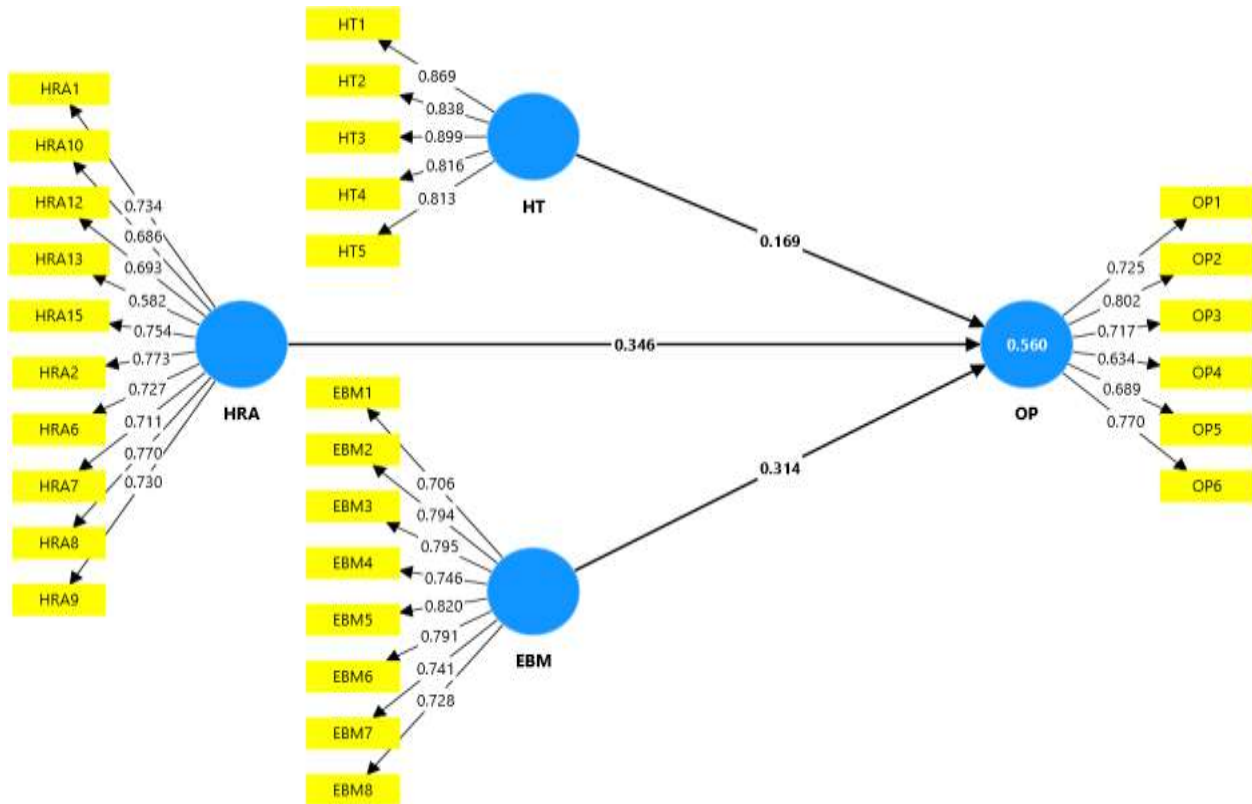 HRA1
HRA10
HRA12
HRA13
HRA15
HRA2
HRA6
HRA7
HRA8
HRA9
0.734
0.686
0.693
0.582
0.754
0.773
0.727
0.711
0.770
0.730
HRA
HT1
HT2
HT3
HT4
HT5
0.869
0.838
0.899
0.816
0.813
HT
EBM1
EBM2
EBM3
EBM4
EBM5
EBM6
EBM7
EBM8
0.706
0.794
0.795
0.746
0.820
0.791
0.741
0.728
EBM
0.169
0.346
0.314
0.560
OP
0.725
0.802
0.717
0.634
0.689
0.770
OP1
OP2
OP3
OP4
OP5
OP6